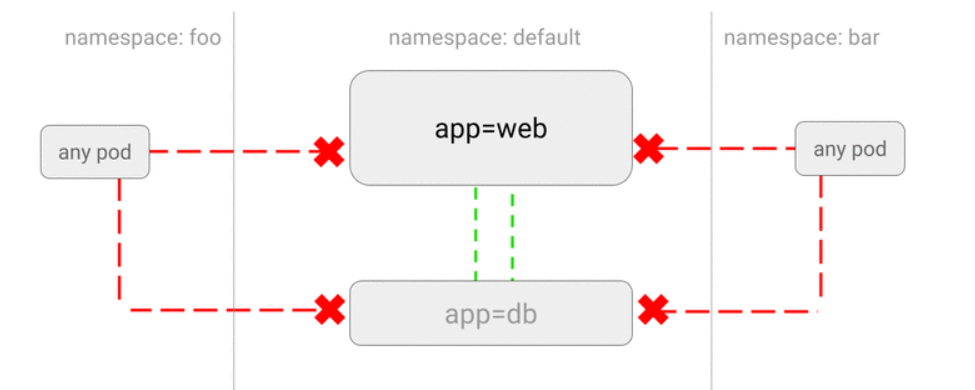 namespace: foo
namespace: default
namespace: bar
any pod
app=web
any pod
app=db